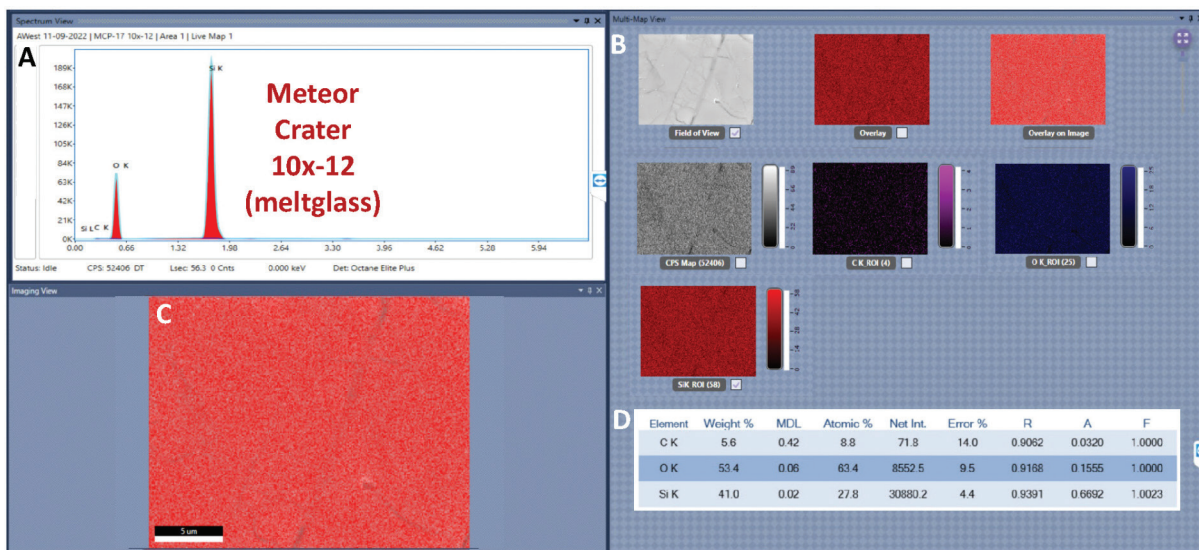 Spectrum View
A
AWest 11-09-2022 | MCP-17 10x-12 | Area 1 | Live Map 1
189K
168K
147K
126K
105K
84K
63K
42K
21K
0K
Si K
O K
Si L C K
Meteor
Crater
10x-12
(meltglass)
0.00 0.66 1.32 1.98 2.64 3.30 3.96 4.62 5.28 5.94
Status: Idle CPS: 52406 DT Lsec: 56.3 0 Cnts 0.000 keV Det: Octane Elite Plus
Imaging View
C
5 um
Multi-Map View
B
Field of View
Overlay
Overlay on Image
CPS Map (52406)
C K_ROI (4)
O K_ROI (25)
SiK ROI (58)
D
Element Weight % MDL Atomic % Net Int. Error % R A F
C K 5.6 0.42 8.8 71.8 14.0 0.9062 0.0320 1.0000
O K 53.4 0.06 63.4 8552.5 9.5 0.9168 0.1555 1.0000
Si K 41.0 0.02 27.8 30880.2 4.4 0.9391 0.6692 1.0023